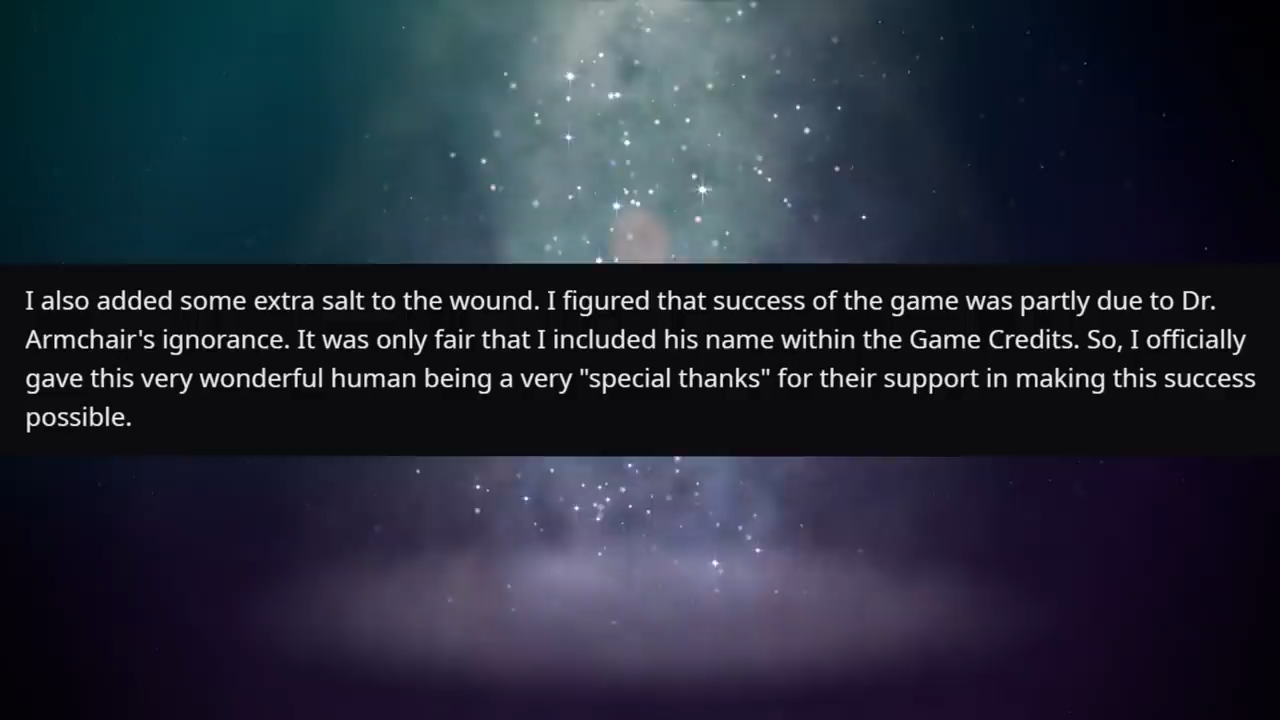 I also added some extra salt to the wound. I figured that success of the game was partly due to Dr.
Armchair's ignorance. It was only fair that I included his name within the Game Credits. So, I officially
gave this very wonderful human being a very "special thanks" for their support in making this success
possible.